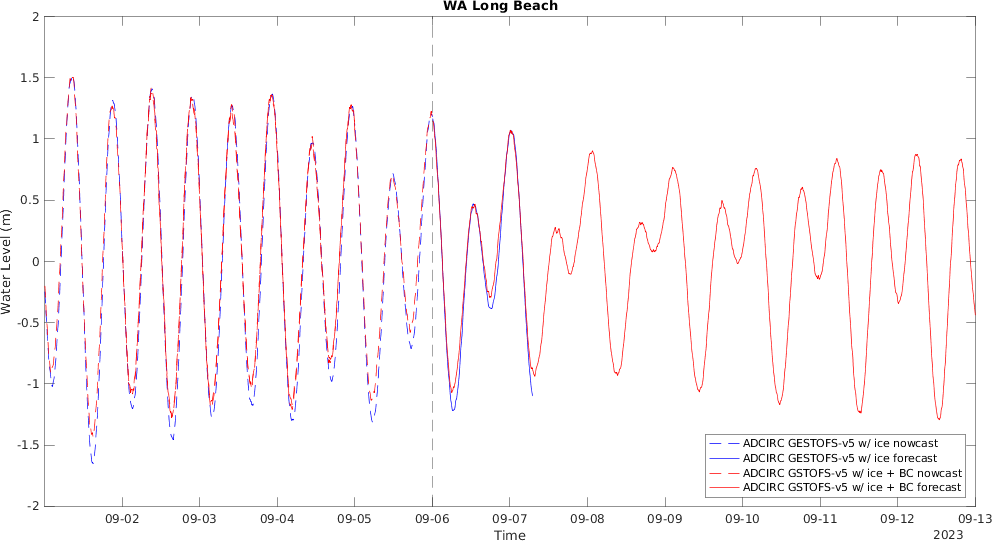 WA Long Beach
2
1.5
1
0.5
0
-0.5
-1
-1.5
-2
Water Level (m)
ADCIRC GESTOFS-v5 w/ ice nowcast
ADCIRC GESTOFS-v5 w/ ice forecast
ADCIRC GSTOFS-v5 w/ ice + BC nowcast
ADCIRC GSTOFS-v5 w/ ice + BC forecast
09-02 09-03 09-04 09-05 09-06 09-07 09-08 09-09 09-10 09-11 09-12 09-13
Time
2023